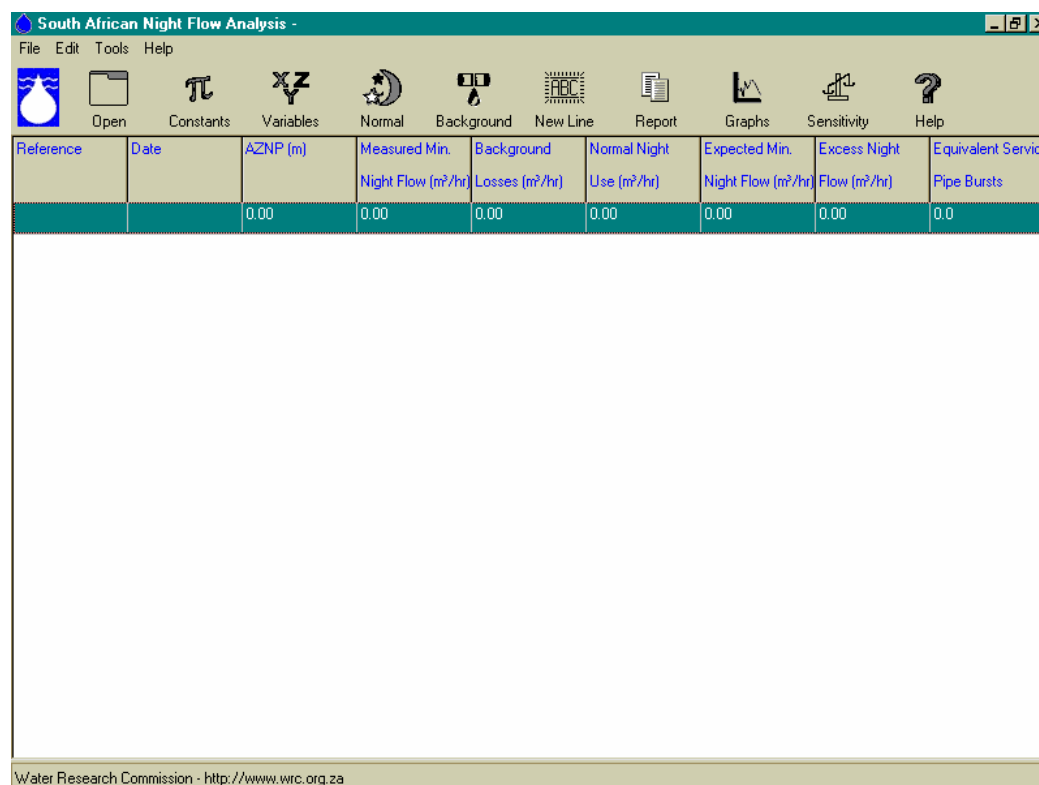 South African Night Flow Analysis -
File Edit Tools Help
π XYZ ABC ?
Open Constants Variables Normal Background New Line Report Graphs Sensitivity Help
Reference Date AZNP (m) Measured Min. Background Normal Night Expected Min. Excess Night Equivalent Servic
Night Flow (m³/hr) Losses (m³/hr) Use (m³/hr) Night Flow (m³/hr) Flow (m³/hr) Pipe Bursts
0.00 0.00 0.00 0.00 0.00 0.00 0.0
Water Research Commission - http://www.wrc.org.za